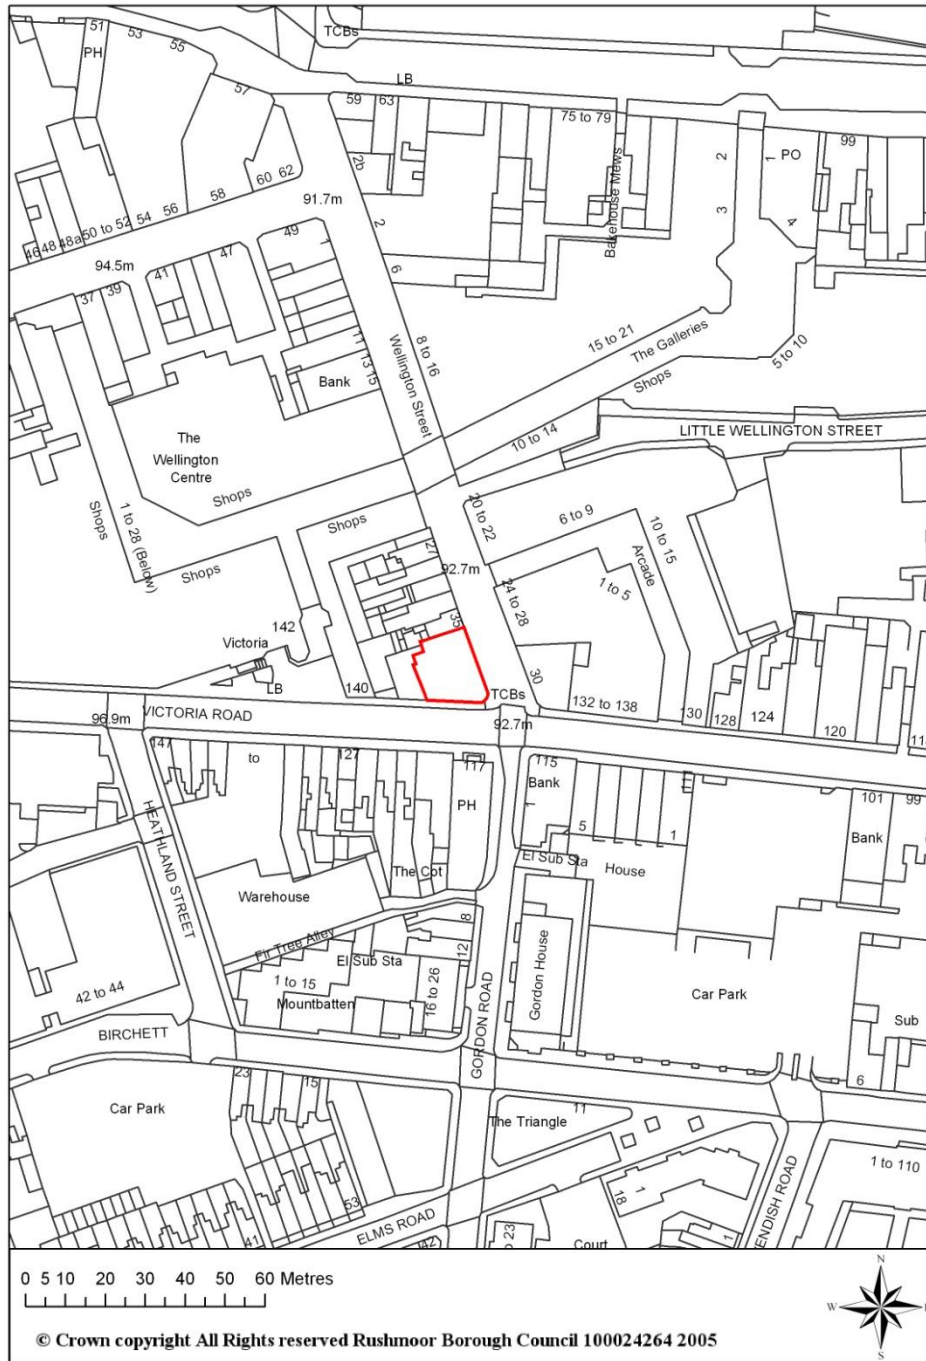 51
53
55
PH
57
TCBs
LB
59
63
75 to 79
2b
2
6
Bakehouse Mews
2
3
1
PO
4
99
46
48
48a
50 to 52
54
56
58
60
62
91.7m
94.5m
37
39
41
47
49
1
11
13
15
Bank
Wellington Street
8 to 16
15 to 21
The Galleries
Shops
5 to 10
10 to 14
LITTLE WELLINGTON STREET
The
Wellington
Centre
Shops
Shops
1 to 28 (Below)
Shops
Shops
20 to 22
6 to 9
10 to 15
Arcade
1 to 5
27
92.7m
24 to 28
35
142
Victoria
LB
140
30
TCBs
132 to 138
130
128
124
120
96.9m
VICTORIA ROAD
92.7m
147
to
127
117
PH
115
Bank
1
5
1
101
99
Bank
HEATHLAND STREET
The Cot
El Sub Sta
House
Warehouse
Fir Tree Alley
8
12
El Sub Sta
1 to 15
Mountbatten
16 to 26
Gordon House
Car Park
Sub
42 to 44
BIRCHETT
GORDON ROAD
6
23
15
Car Park
11
The Triangle
1 to 110
ENDISH ROAD
18
1
53
41
ELMS ROAD
42
23
Court
1
0 5 10 20 30 40 50 60 Metres
N
W
S
© Crown copyright All Rights reserved Rushmoor Borough Council 100024264 2005